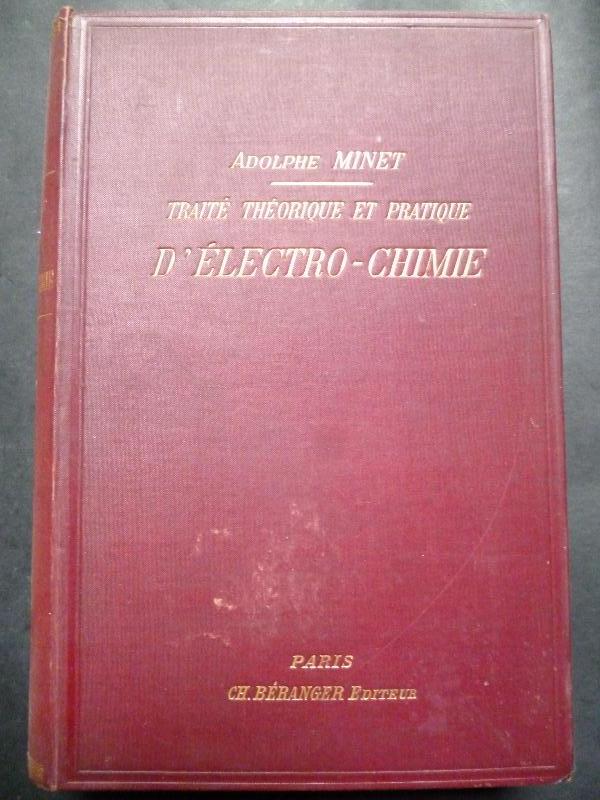 ADOLPHE MINET
TRAITÉ THÉORIQUE ET PRATIQUE
D'ÉLECTRO-CHIMIE
PARIS
CH. BÉRANGER EDITEUR